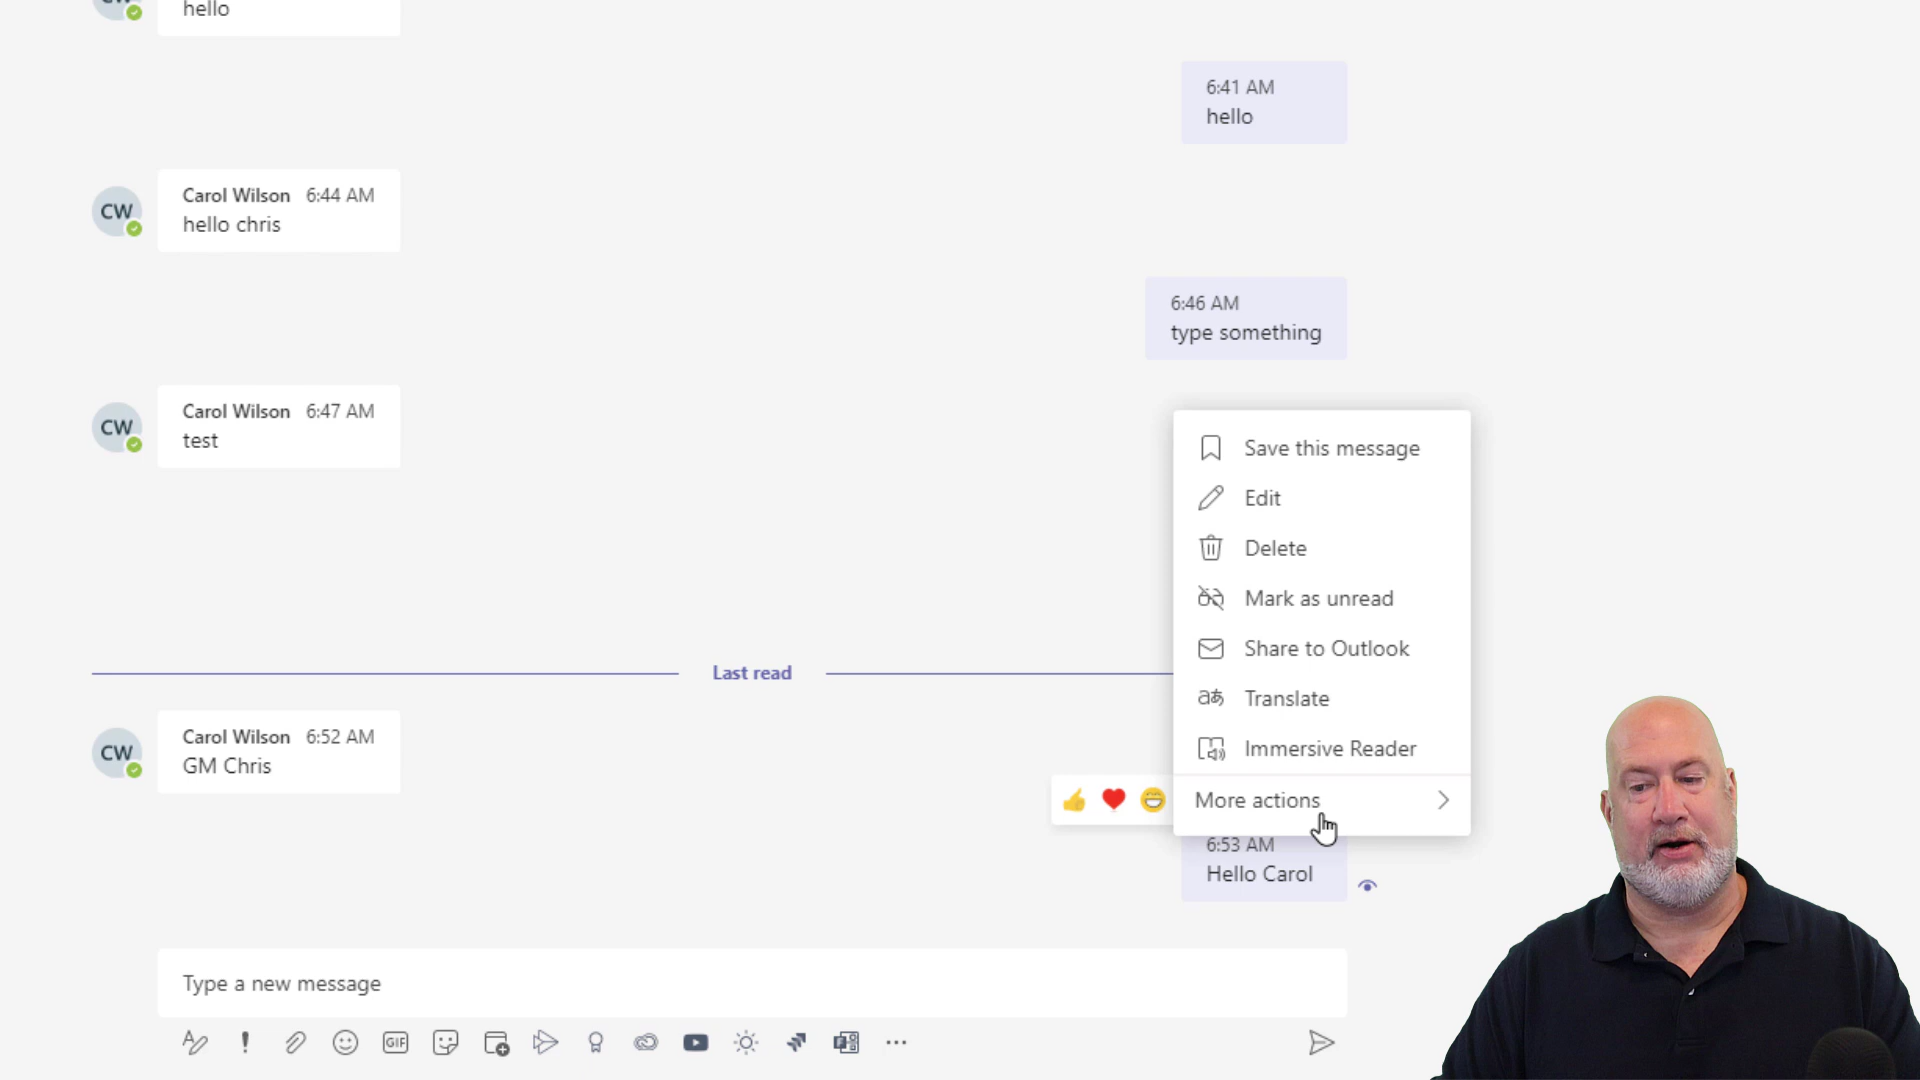 hello
6:41 AM
hello
CW
Carol Wilson 6:44 AM
hello chris
6:46 AM
type something
CW
Carol Wilson 6:47 AM
test
Save this message
Edit
Delete
Mark as unread
Share to Outlook
Translate
Immersive Reader
More actions
Last read
CW
Carol Wilson 6:52 AM
GM Chris
6:53 AM
Hello Carol
Type a new message
GIF